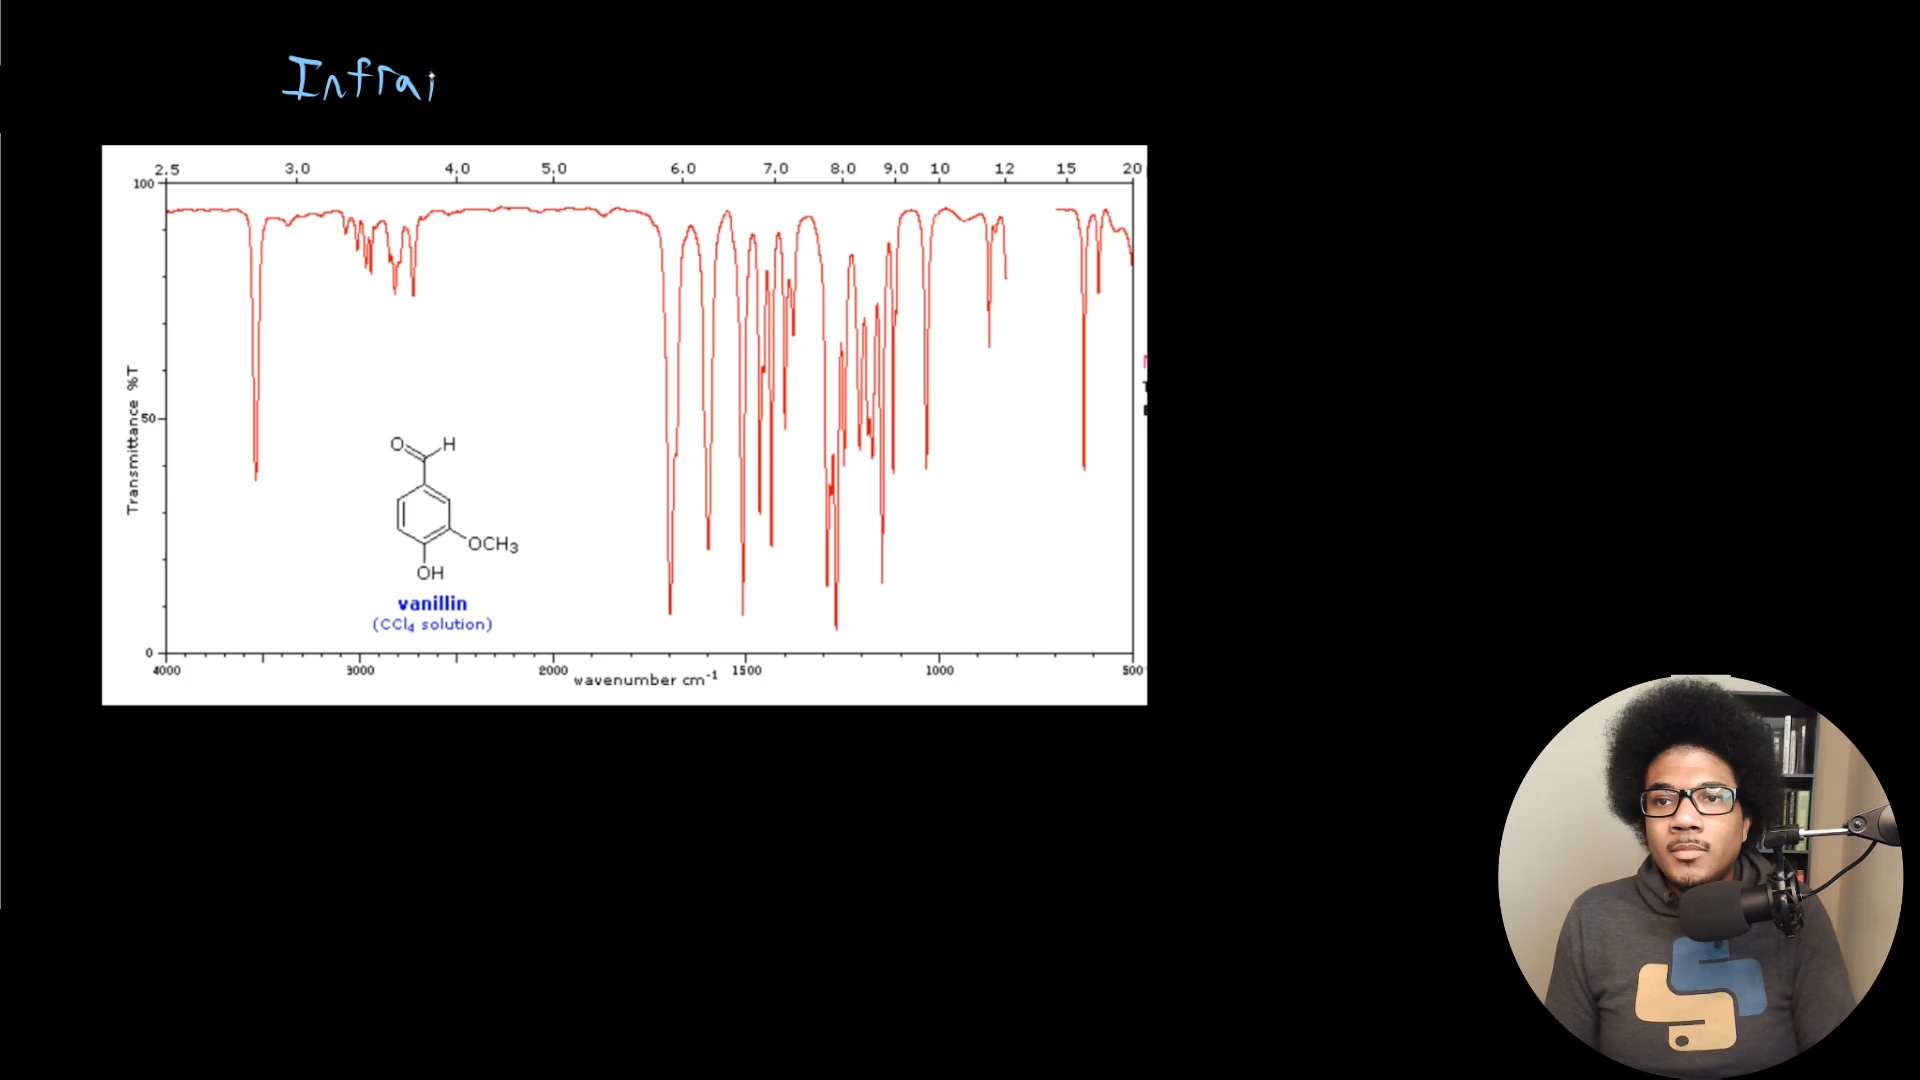 Infrai
2.5 3.0 4.0 5.0 6.0 7.0 8.0 9.0 10 12 15 20
100
50
0
Transmittance %T
O H
OCH₃
OH
vanillin
(CCl₄ solution)
4000 3000 2000 1500 1000 500
wavenumber cm⁻¹